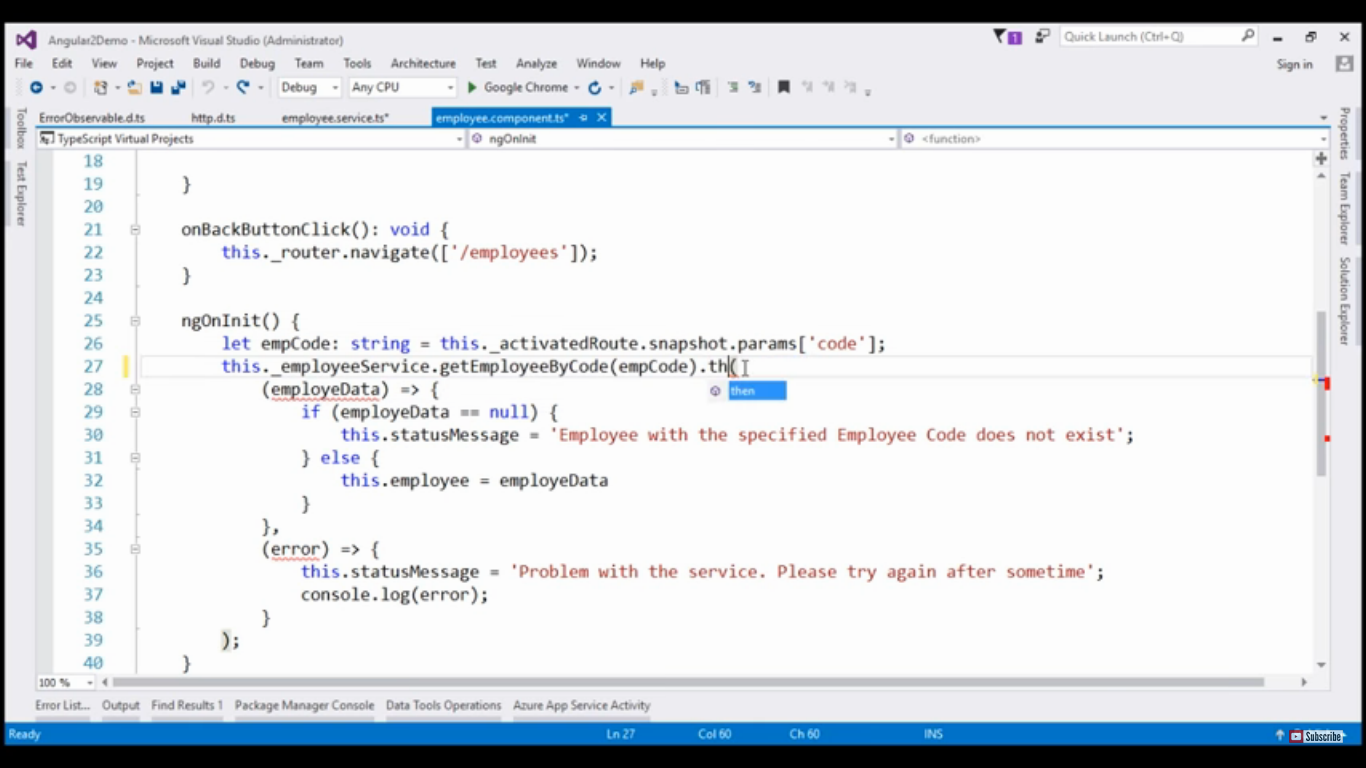 Angular2Demo - Microsoft Visual Studio (Administrator)
1
Quick Launch (Ctrl+Q)
File Edit View Project Build Debug Team Tools Architecture Test Analyze Window Help
Sign in
Debug Any CPU Google Chrome
ErrorObservable.d.ts http.d.ts employee.service.ts* employee.component.ts*
TypeScript Virtual Projects ngOnInit <function>
Toolbox
Test Explorer
Properties
Team Explorer
Solution Explorer
18
19 }
20
21 onBackButtonClick(): void {
22 this._router.navigate(['/employees']);
23 }
24
25 ngOnInit() {
26 let empCode: string = this._activatedRoute.snapshot.params['code'];
27 this._employeeService.getEmployeeByCode(empCode).th(
then
28 (employeData) => {
29 if (employeData == null) {
30 this.statusMessage = 'Employee with the specified Employee Code does not exist';
31 } else {
32 this.employee = employeData
33 }
34 },
35 (error) => {
36 this.statusMessage = 'Problem with the service. Please try again after sometime';
37 console.log(error);
38 }
39 );
40 }
100 %
Error List... Output Find Results 1 Package Manager Console Data Tools Operations Azure App Service Activity
Ready Ln 27 Col 60 Ch 60 INS
Subscribe